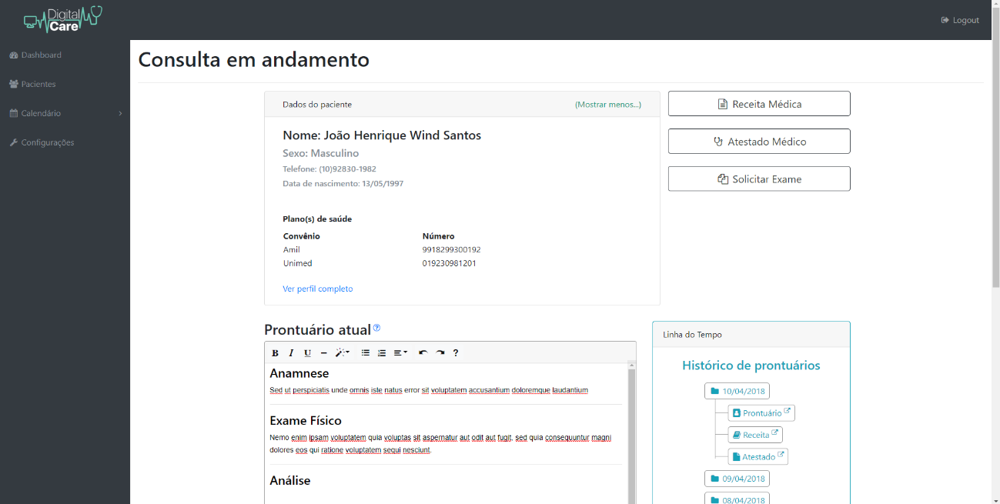 Digital
Care
Logout
Dashboard
Pacientes
Calendário
Configurações
Consulta em andamento
Dados do paciente (Mostrar menos...)
Nome: João Henrique Wind Santos
Sexo: Masculino
Telefone: (10)92830-1982
Data de nascimento: 13/05/1997
Plano(s) de saúde
Convênio Número
Amil 9918299300192
Unimed 019230981201
Ver perfil completo
Receita Médica
Atestado Médico
Solicitar Exame
Prontuário atual ?
B I U ?
Anamnese
Sed ut perspiciatis unde omnis iste natus error sit voluptatem accusantium doloremque laudantium
Exame Físico
Nemo enim ipsam voluptatem quia voluptas sit aspernatur aut odit aut fugit, sed quia consequuntur magni
dolores eos qui ratione voluptatem sequi nesciunt.
Análise
Linha do Tempo
Histórico de prontuários
10/04/2018
Prontuário
Receita
Atestado
09/04/2018
08/04/2018